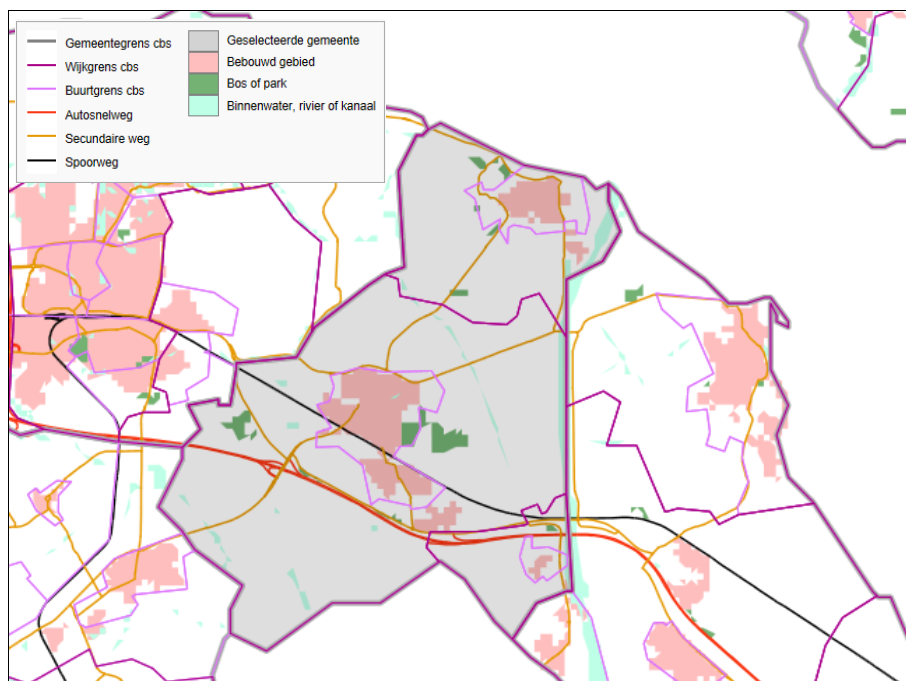 Gemeentegrens cbs
Wijkgrens cbs
Buurtgrens cbs
Autosnelweg
Secundaire weg
Spoorweg
Geselecteerde gemeente
Bebouwd gebied
Bos of park
Binnenwater, rivier of kanaal